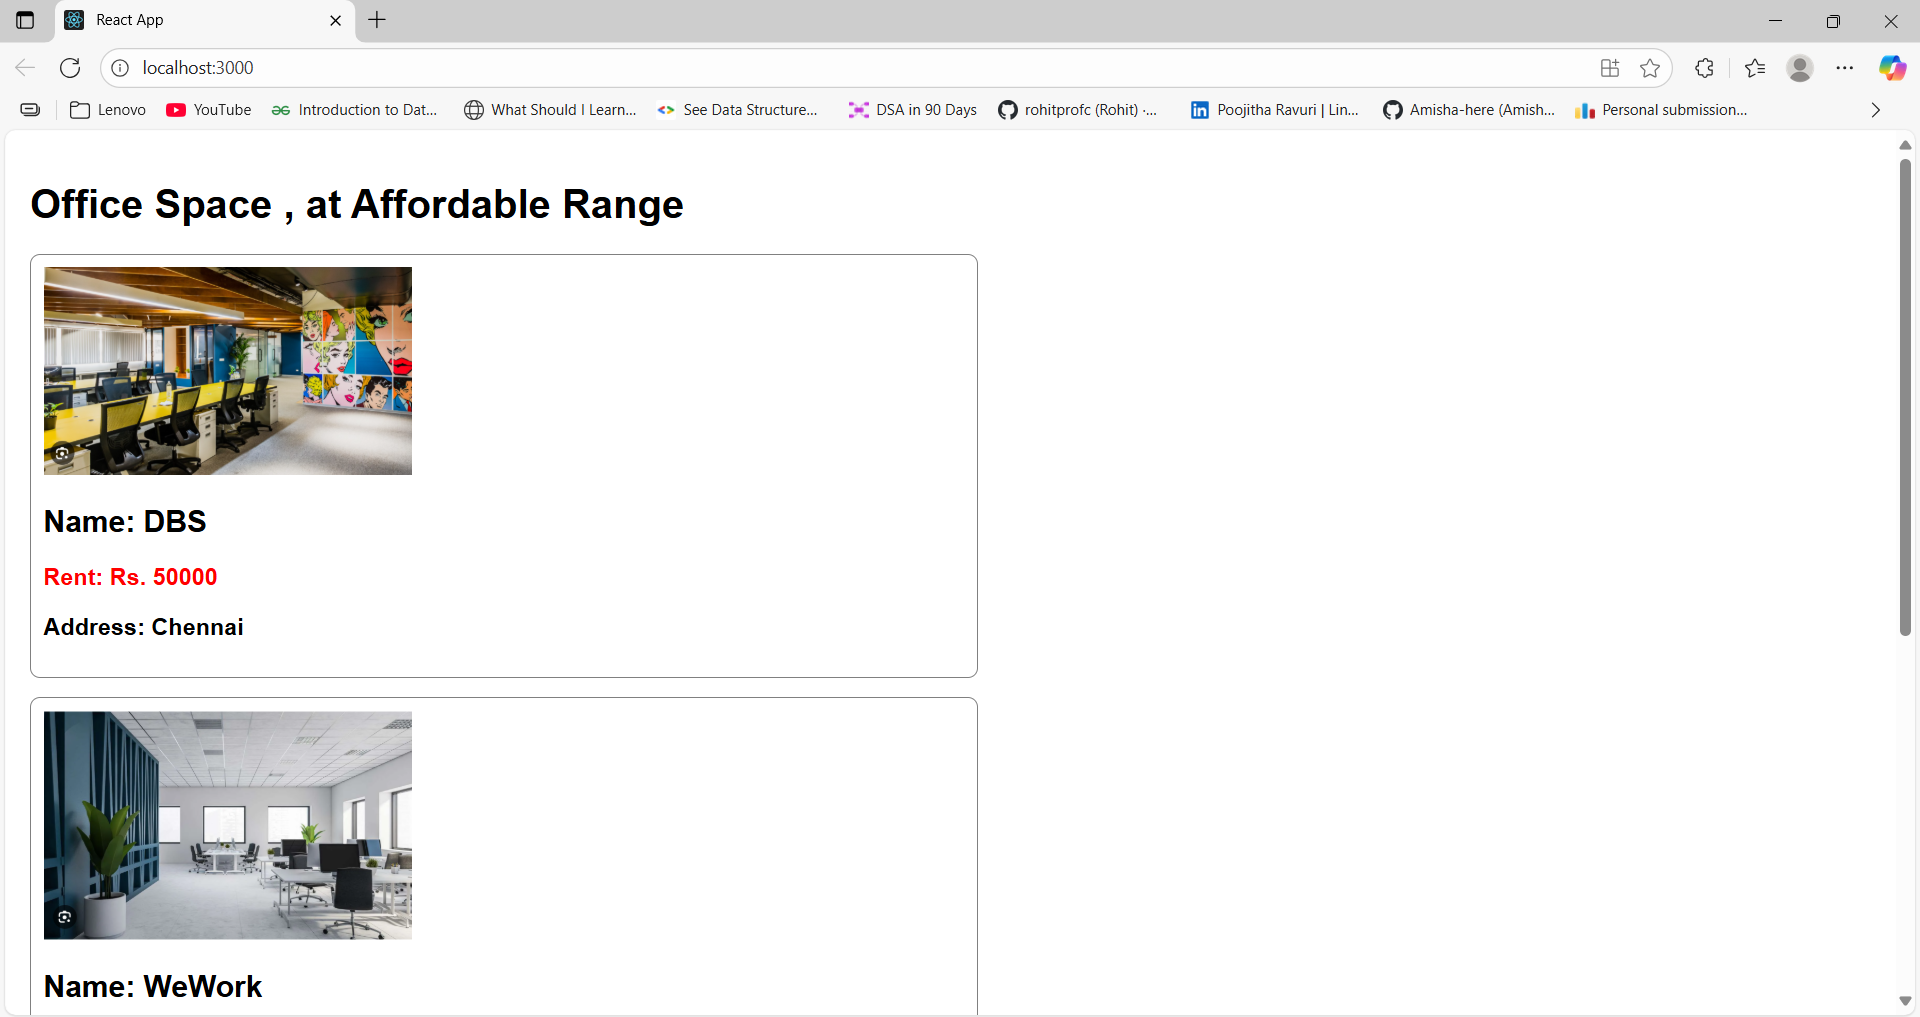 React App
localhost:3000
Lenovo YouTube Introduction to Dat... What Should I Learn... See Data Structure... DSA in 90 Days rohitprofc (Rohit) ·... Poojitha Ravuri | Lin... Amisha-here (Amish... Personal submission...
Office Space , at Affordable Range
Name: DBS
Rent: Rs. 50000
Address: Chennai
Name: WeWork